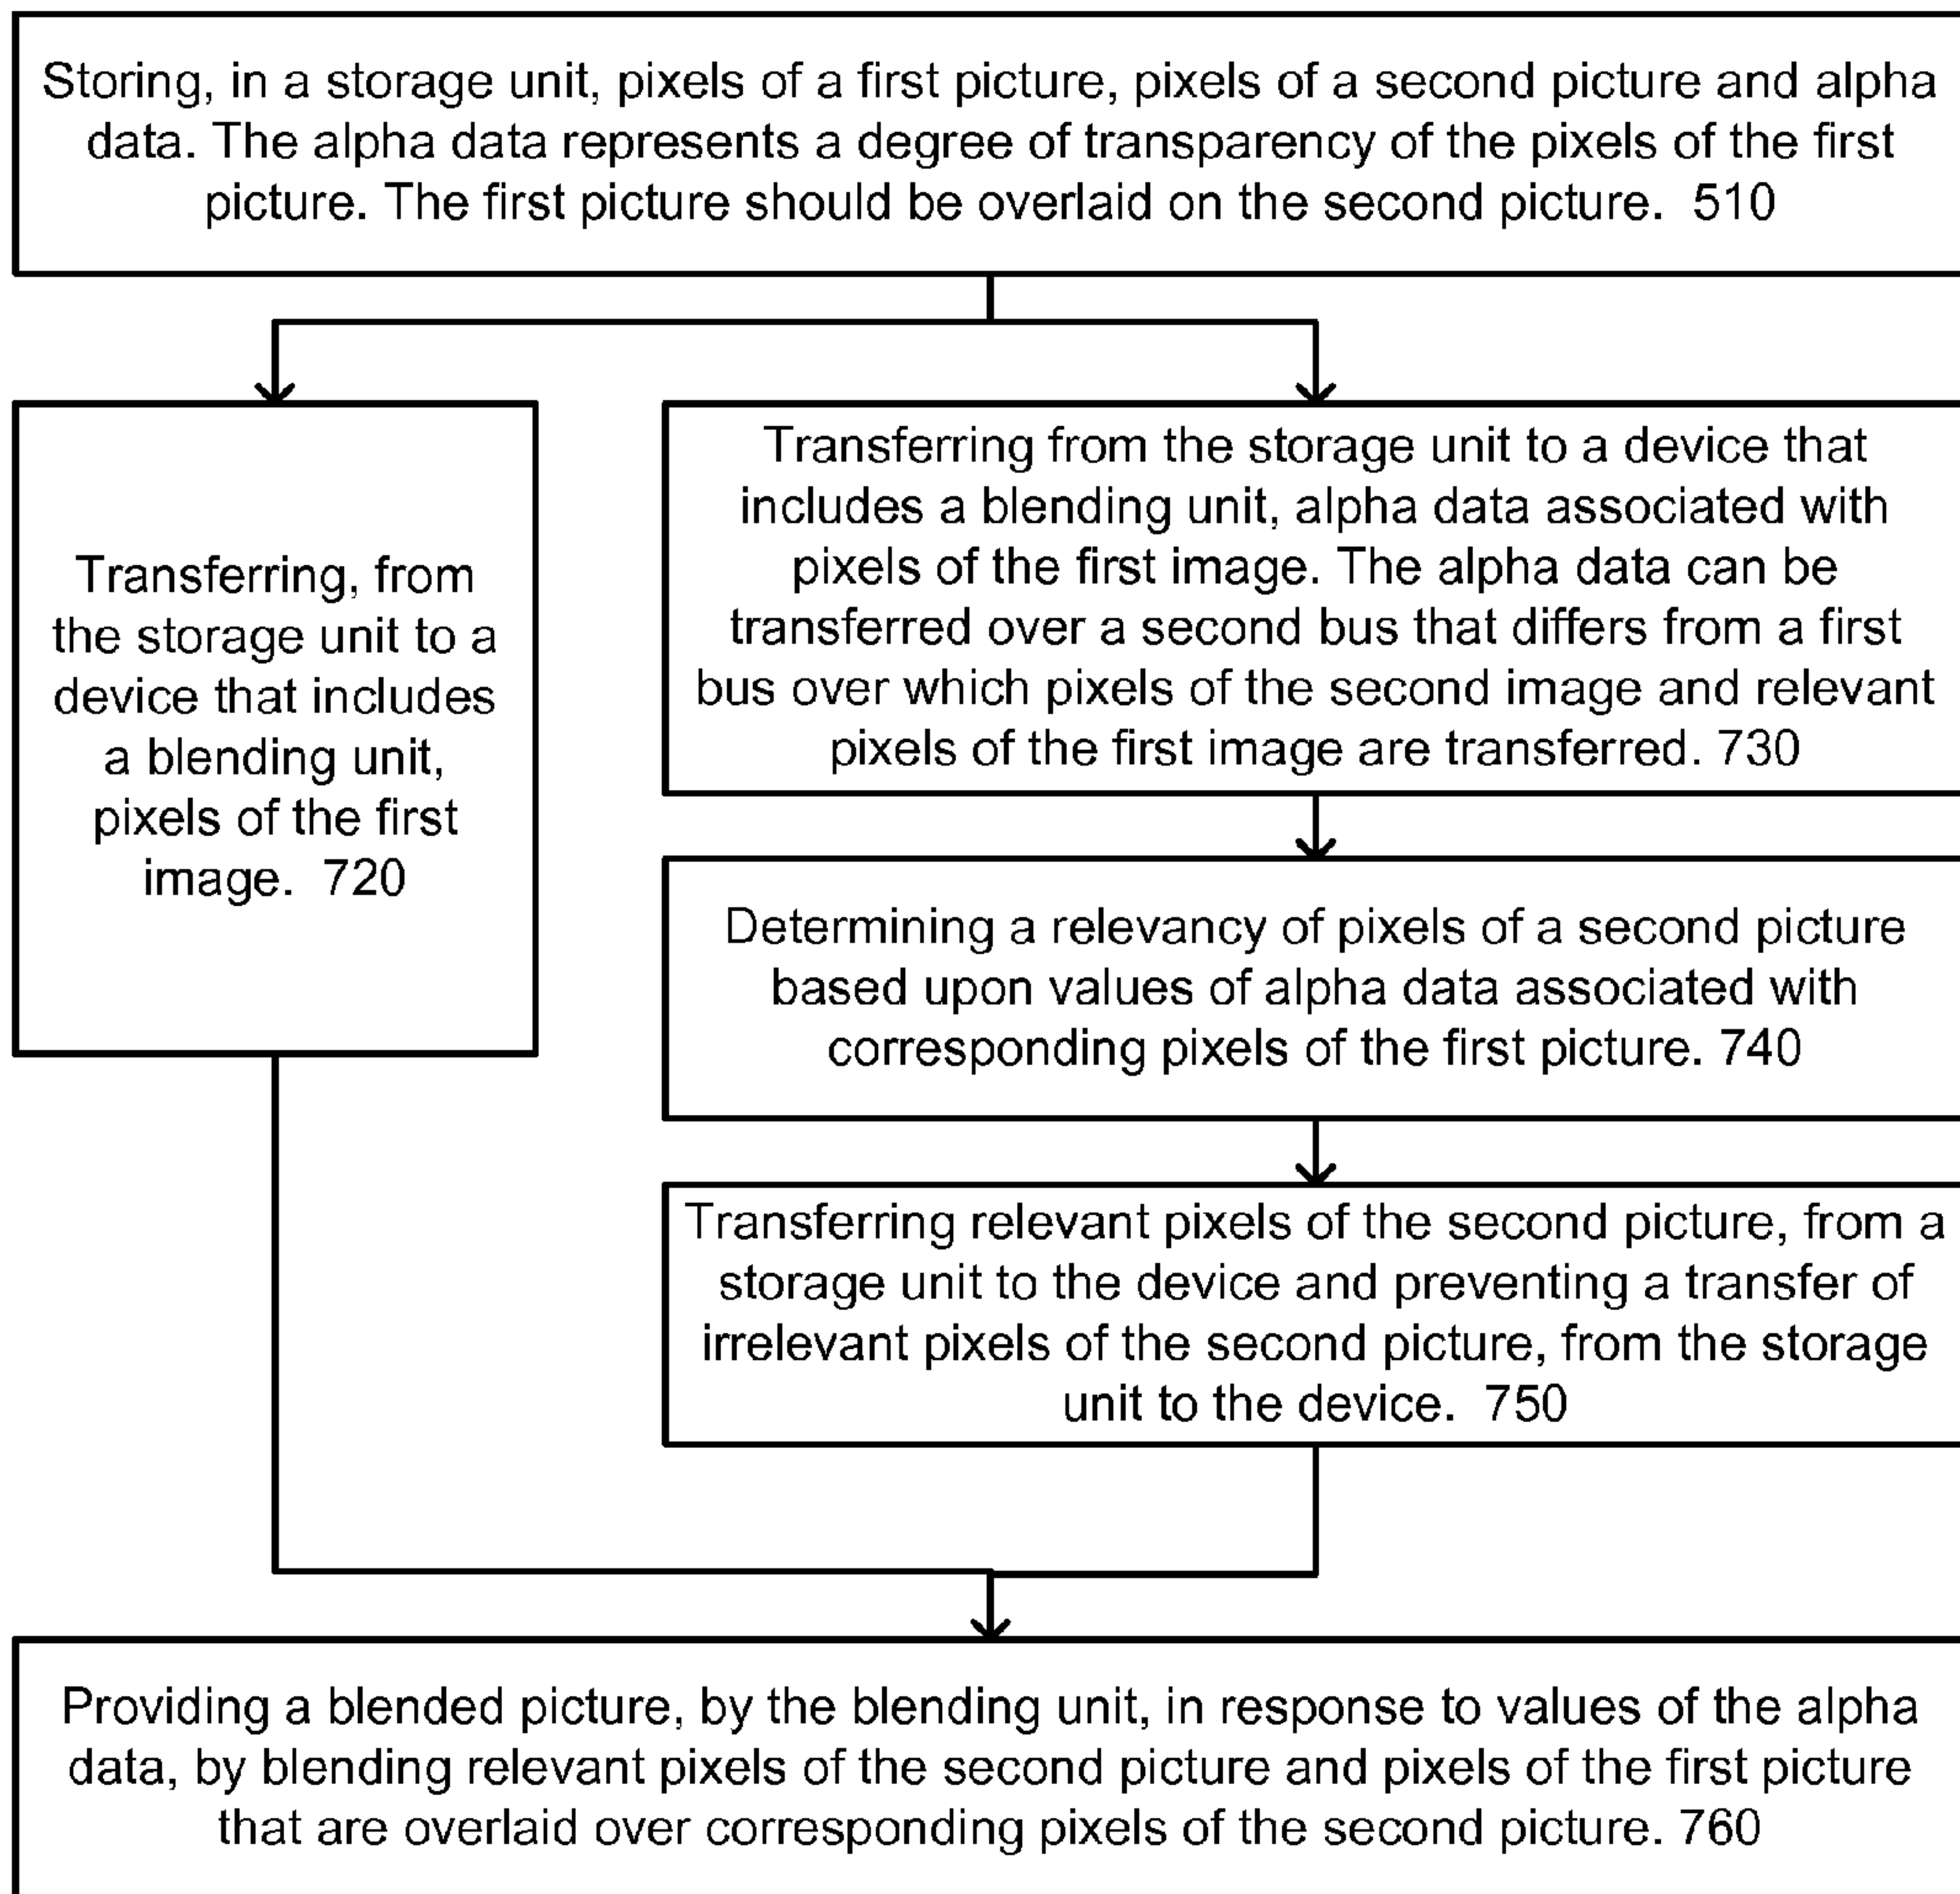 Storing, in a storage unit, pixels of a first picture, pixels of a second picture and alpha
data. The alpha data represents a degree of transparency of the pixels of the first
picture. The first picture should be overlaid on the second picture.  510
Transferring, from
the storage unit to a
device that includes
a blending unit,
pixels of the first
image.  720
Transferring from the storage unit to a device that
includes a blending unit, alpha data associated with
pixels of the first image. The alpha data can be
transferred over a second bus that differs from a first
bus over which pixels of the second image and relevant
pixels of the first image are transferred. 730
Determining a relevancy of pixels of a second picture
based upon values of alpha data associated with
corresponding pixels of the first picture. 740
Transferring relevant pixels of the second picture, from a
storage unit to the device and preventing a transfer of
irrelevant pixels of the second picture, from the storage
unit to the device.  750
Providing a blended picture, by the blending unit, in response to values of the alpha
data, by blending relevant pixels of the second picture and pixels of the first picture
that are overlaid over corresponding pixels of the second picture. 760